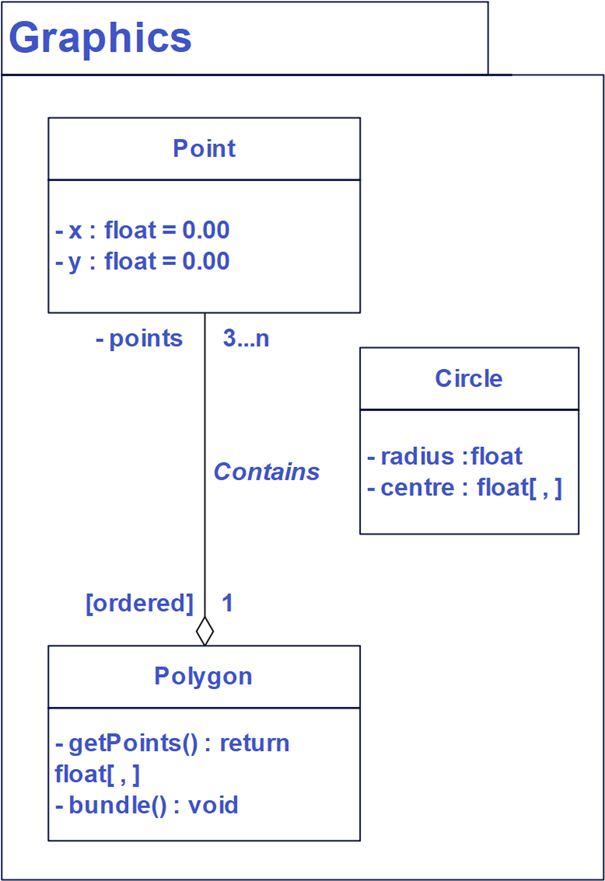 Graphics
Point
- x : float = 0.00
- y : float = 0.00
- points 3...n
Circle
- radius :float
- centre : float[ , ]
Contains
[ordered] 1
Polygon
- getPoints() : return
float[ , ]
- bundle() : void